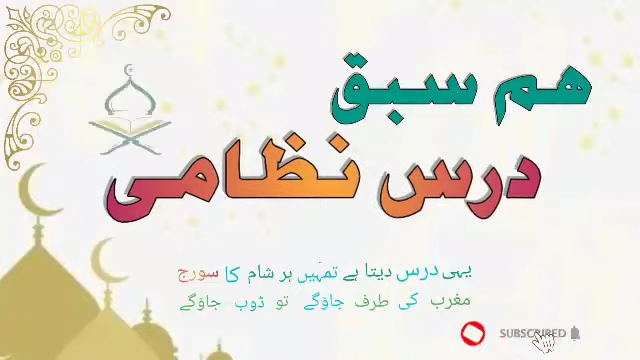 ھم سبق
درس نظامی
یہی درس دیتا ہے تمہیں ہر شام کا سورج
مغرب کی طرف جاؤگے تو ڈوب جاؤگے
SUBSCRIBED